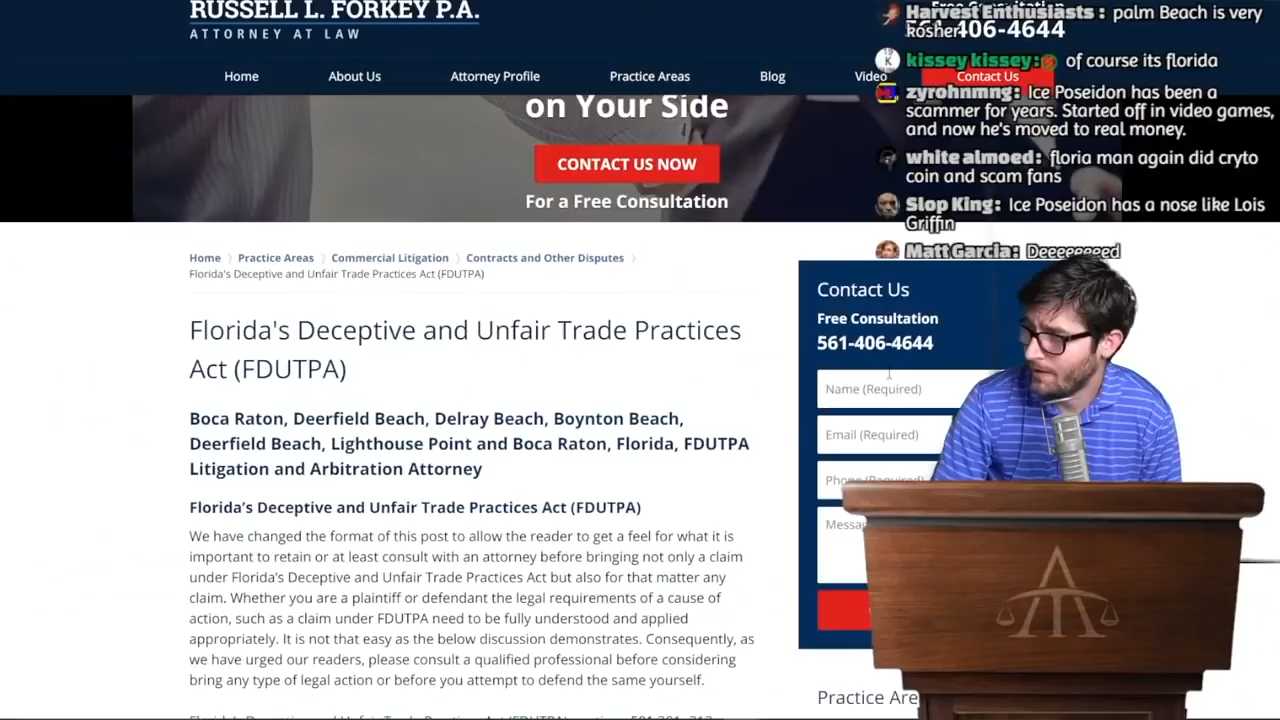 RUSSELL L. FORKEY P.A.
ATTORNEY AT LAW
Free Consultation
561-406-4644
Home
About Us
Attorney Profile
Practice Areas
Blog
Video
Contact Us
on Your Side
CONTACT US NOW
For a Free Consultation
Harvest Enthusiasts: palm Beach is very
kosher
kissey kissey: of course its florida
zyrohnmng: Ice Poseidon has been a
scammer for years. Started off in video games,
and now he's moved to real money.
white almoed: floria man again did cryto
coin and scam fans
Slop King: Ice Poseidon has a nose like Lois
Griffin
MattGarcia: Deeeeeeeed
Home
Practice Areas
Commercial Litigation
Contracts and Other Disputes
Florida's Deceptive and Unfair Trade Practices Act (FDUTPA)
Florida's Deceptive and Unfair Trade Practices
Act (FDUTPA)
Boca Raton, Deerfield Beach, Delray Beach, Boynton Beach,
Deerfield Beach, Lighthouse Point and Boca Raton, Florida, FDUTPA
Litigation and Arbitration Attorney
Florida's Deceptive and Unfair Trade Practices Act (FDUTPA)
We have changed the format of this post to allow the reader to get a feel for what it is
important to retain or at least consult with an attorney before bringing not only a claim
under Florida's Deceptive and Unfair Trade Practices Act but also for that matter any
claim. Whether you are a plaintiff or defendant the legal requirements of a cause of
action, such as a claim under FDUTPA need to be fully understood and applied
appropriately. It is not that easy as the below discussion demonstrates. Consequently, as
we have urged our readers, please consult a qualified professional before considering
bring any type of legal action or before you attempt to defend the same yourself.
Contact Us
Free Consultation
561-406-4644
Name (Required)
Email (Required)
Phone (Required)
Messa
Practice Are